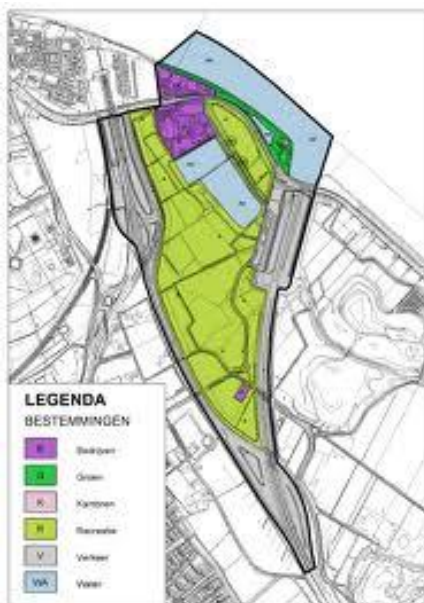 LEGENDA
BESTEMMINGEN
B Bedrijven
G Groen
K Kantoren
R Recreatie
V Verkeer
WA Water